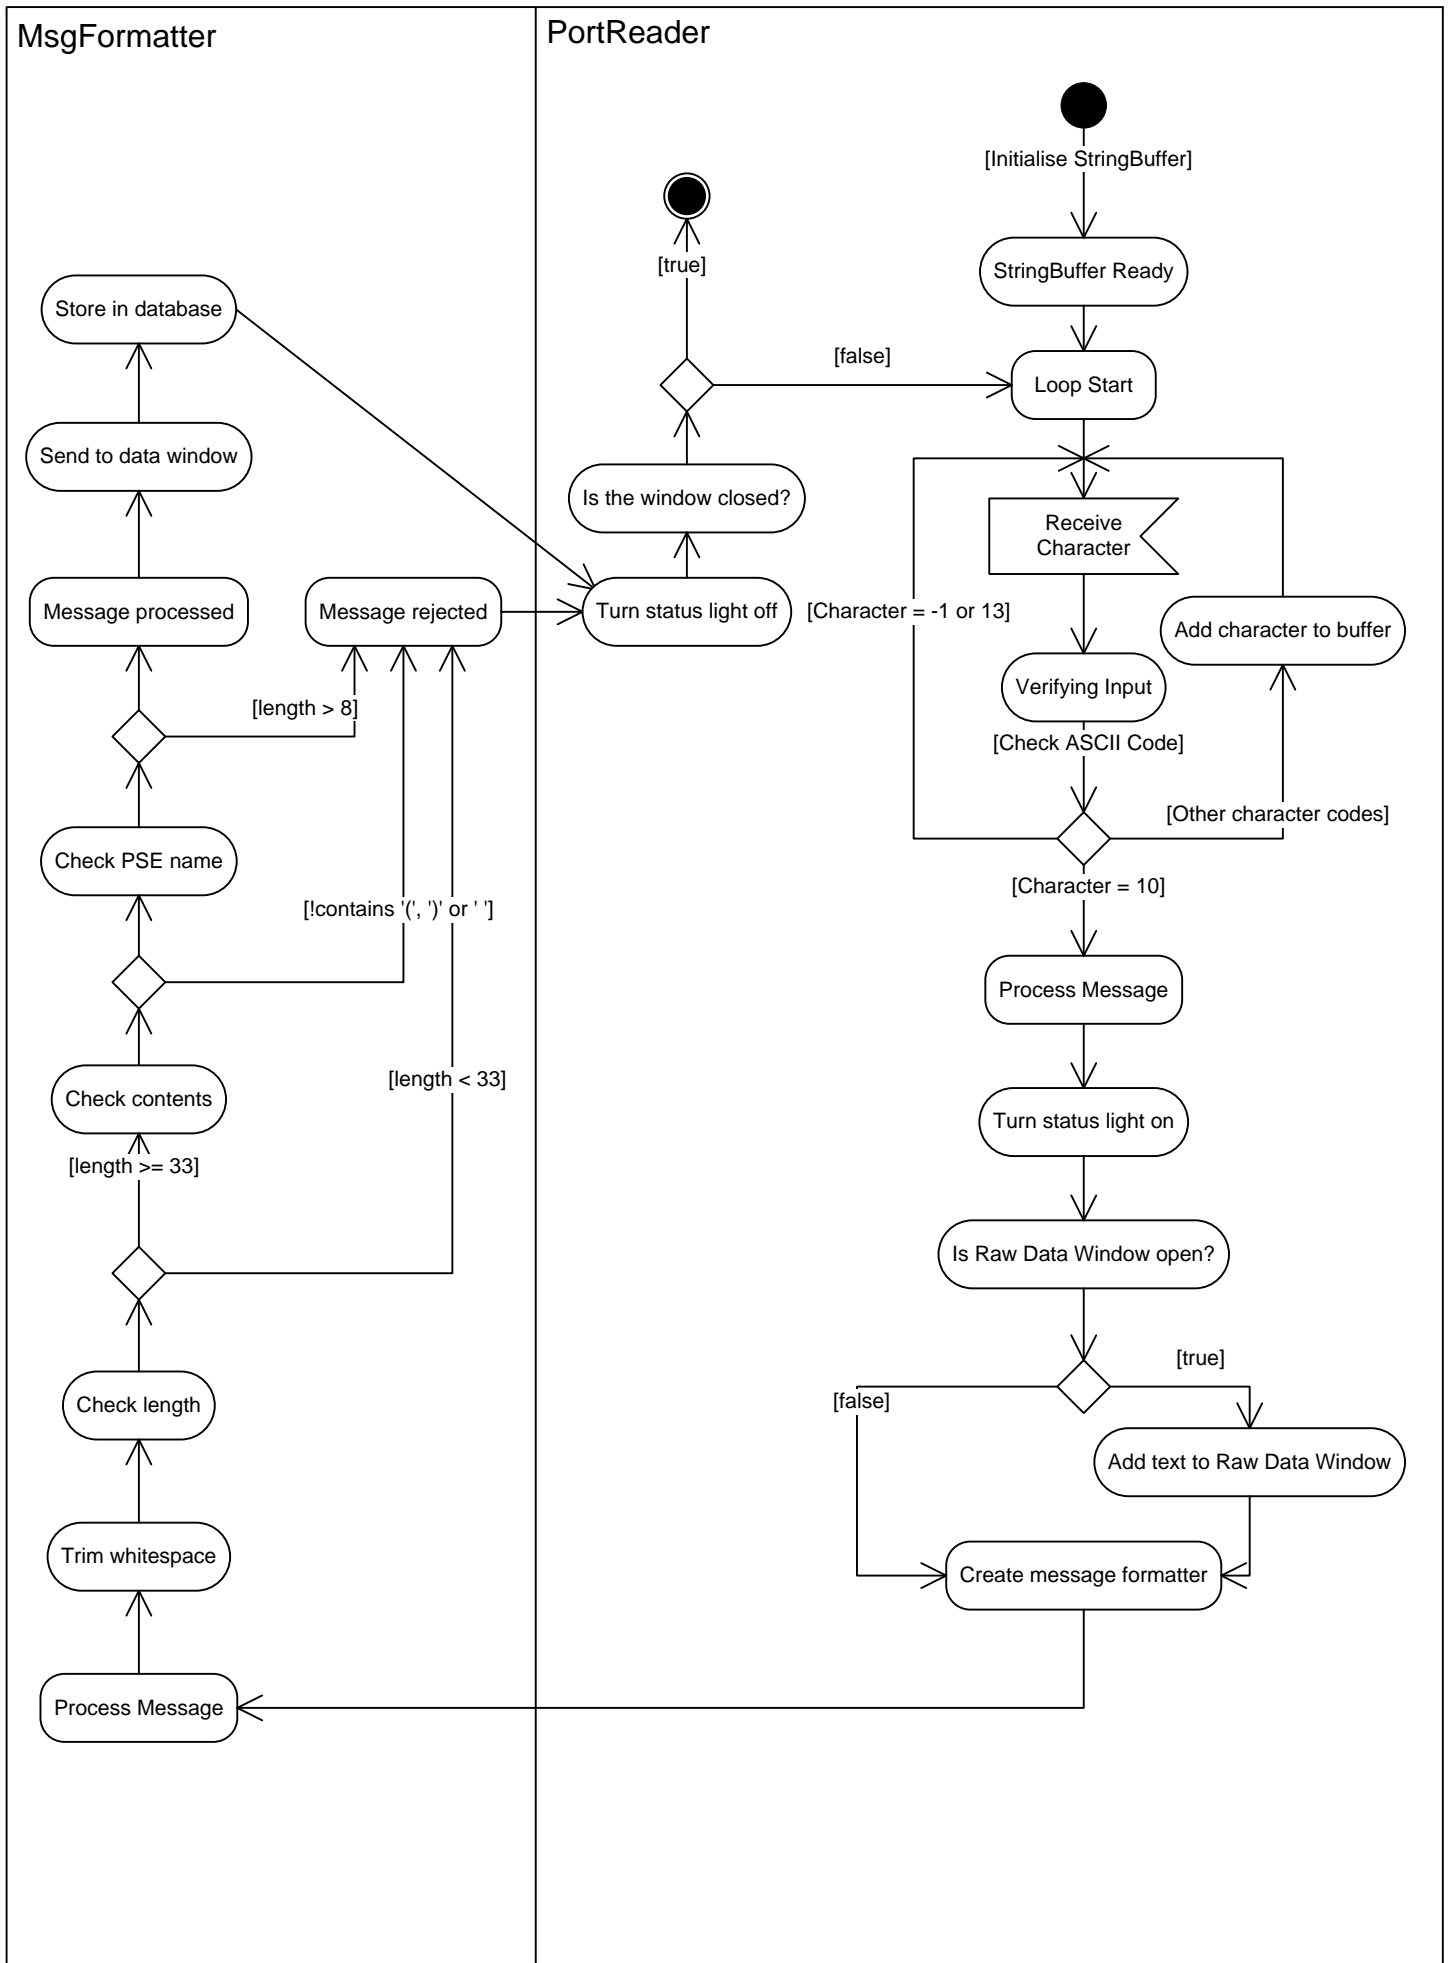 MsgFormatter
PortReader
[Initialise StringBuffer]
StringBuffer Ready
[true]
[false]
Loop Start
Store in database
Send to data window
Is the window closed?
Receive
Character
Message processed
Message rejected
Turn status light off
[Character = -1 or 13]
Add character to buffer
Verifying Input
[length > 8]
[Check ASCII Code]
[Other character codes]
Check PSE name
[Character = 10]
[!contains '(', ')' or ' ']
Process Message
Check contents
[length < 33]
Turn status light on
[length >= 33]
Is Raw Data Window open?
[true]
[false]
Check length
Add text to Raw Data Window
Trim whitespace
Create message formatter
Process Message